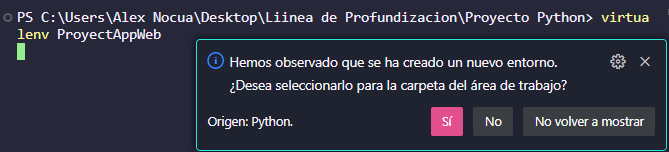 PS C:\Users\Alex Nocua\Desktop\Liinea de Profundizacion\Proyecto Python> virtua
lenv ProyectAppWeb
Hemos observado que se ha creado un nuevo entorno.
¿Desea seleccionarlo para la carpeta del área de trabajo?
Origen: Python.
Sí
No
No volver a mostrar